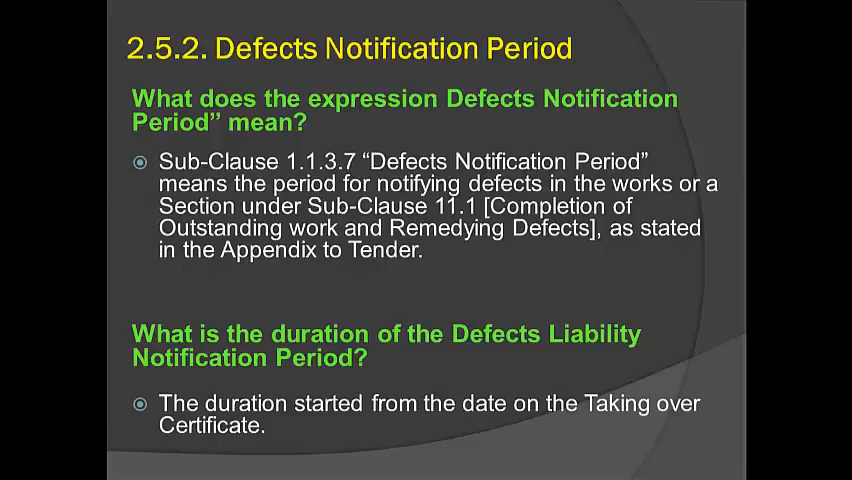 2.5.2. Defects Notification Period
What does the expression Defects Notification
Period” mean?
Sub-Clause 1.1.3.7 “Defects Notification Period”
means the period for notifying defects in the works or a
Section under Sub-Clause 11.1 [Completion of
Outstanding work and Remedying Defects], as stated
in the Appendix to Tender.
What is the duration of the Defects Liability
Notification Period?
The duration started from the date on the Taking over
Certificate.